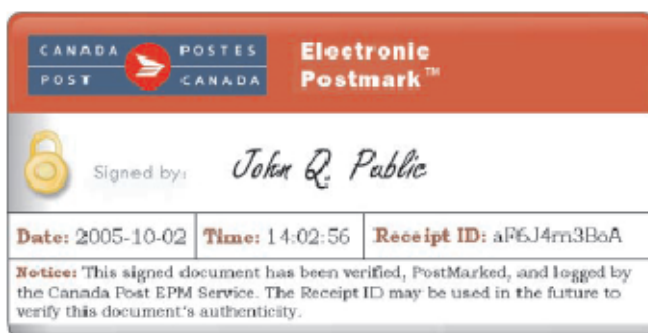 CANADA POSTES
POST CANADA
Electronic
Postmark™
Signed by: John Q. Public
Date: 2005-10-02 Time: 14:02:56 Receipt ID: aF6J4m3BoA
Notice: This signed document has been verified, PostMarked, and logged by
the Canada Post EPM Service. The Receipt ID may be used in the future to
verify this document's authenticity.